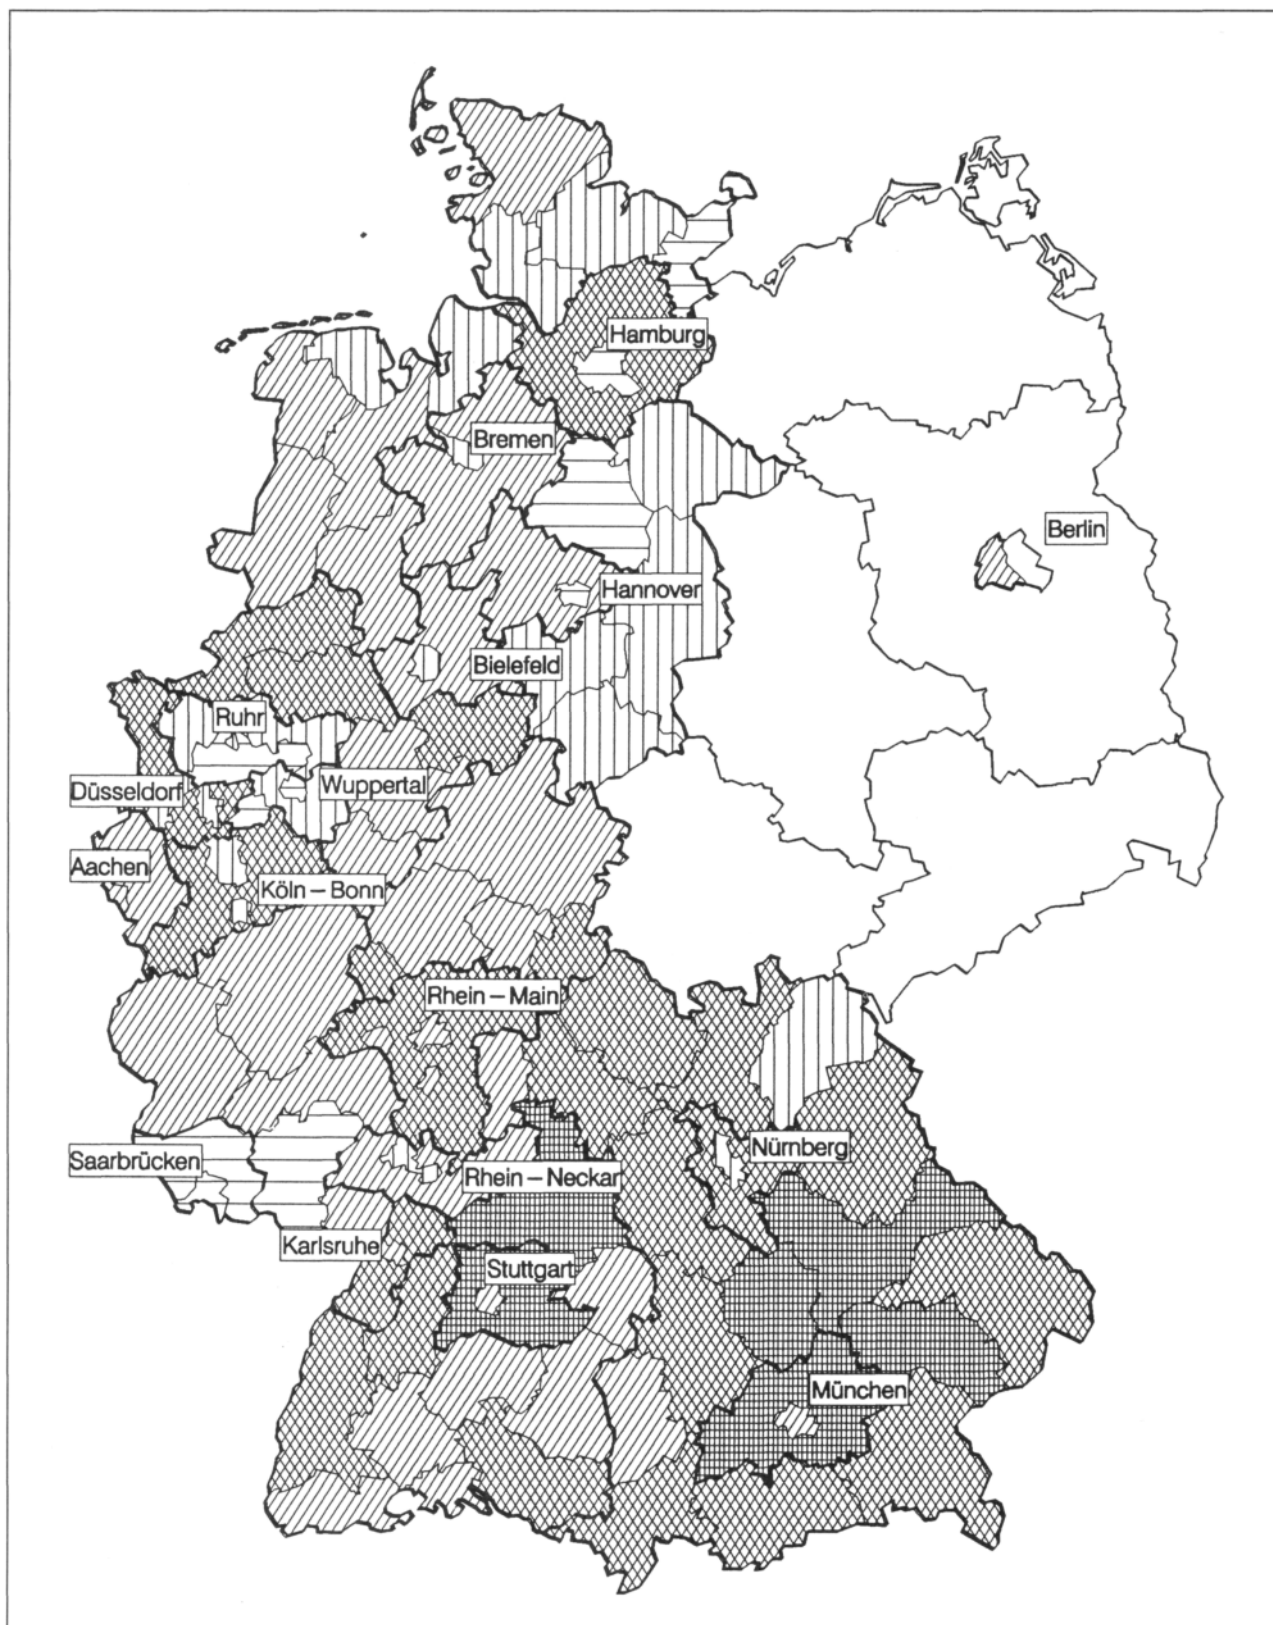 Hamburg
Bremen
Berlin
Hannover
Bielefeld
Ruhr
Düsseldorf
Wuppertal
Aachen
Köln – Bonn
Rhein – Main
Saarbrücken
Nürnberg
Rhein – Neckar
Karlsruhe
Stuttgart
München